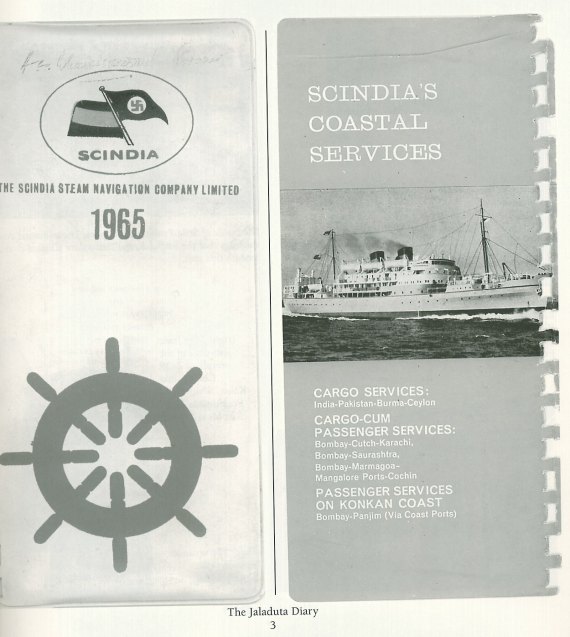 SCINDIA
THE SCINDIA STEAM NAVIGATION COMPANY LIMITED
1965
SCINDIA'S
COASTAL
SERVICES
CARGO SERVICES:
India-Pakistan-Burma-Ceylon
CARGO-CUM
PASSENGER SERVICES:
Bombay-Cutch-Karachi,
Bombay-Saurashtra,
Bombay-Marmagoa-
Mangalore Ports-Cochin
PASSENGER SERVICES
ON KONKAN COAST
Bombay-Panjim (Via Coast Ports)
The Jaladuta Diary
3